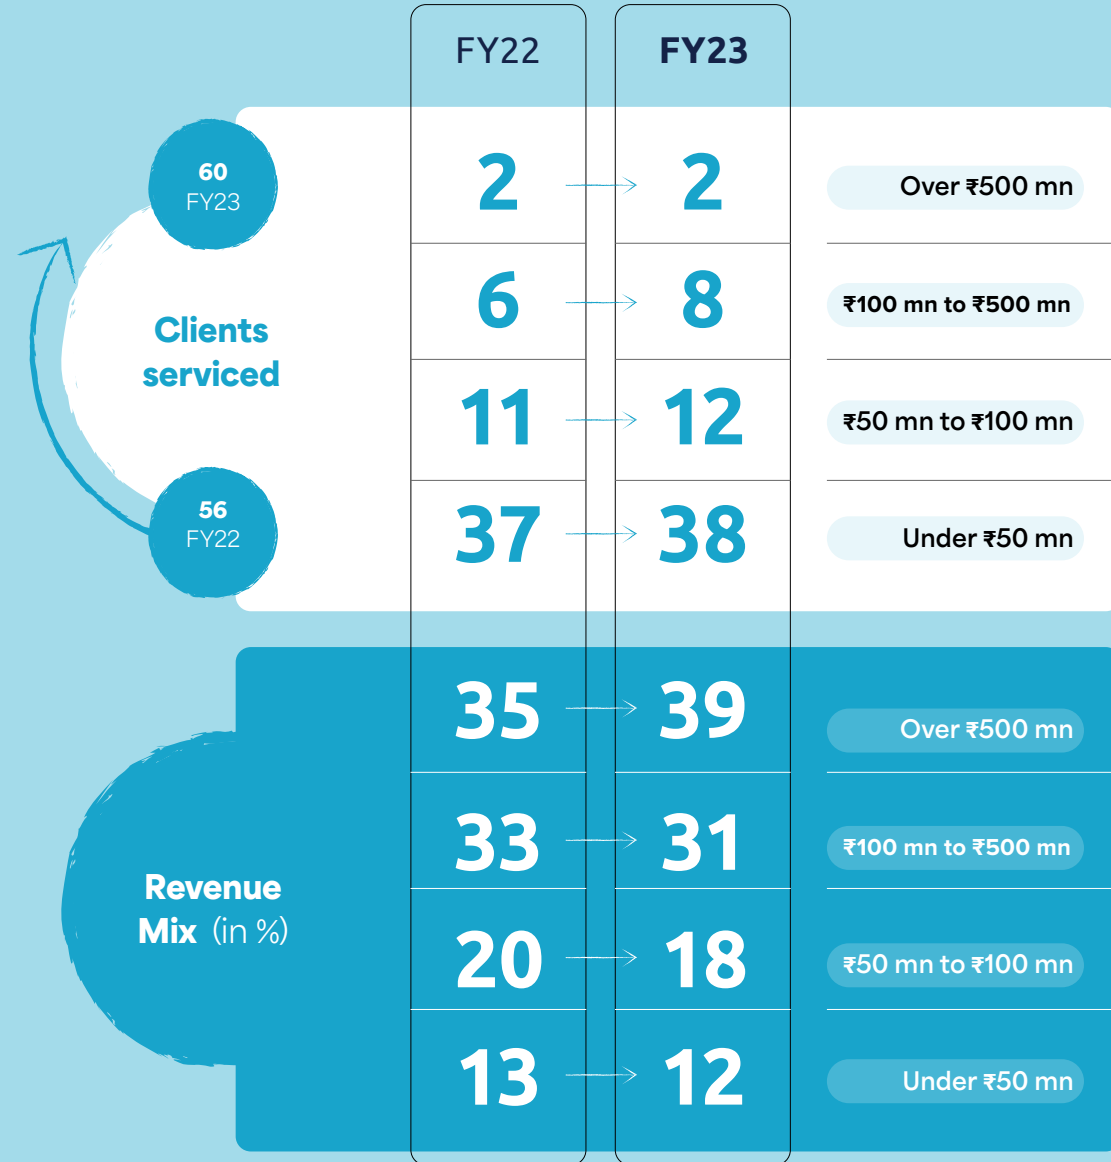 FY22 FY23
60
FY23
Clients
serviced
56
FY22
2 2 Over ₹500 mn
6 8 ₹100 mn to ₹500 mn
11 12 ₹50 mn to ₹100 mn
37 38 Under ₹50 mn
Revenue
Mix (in %)
35 39 Over ₹500 mn
33 31 ₹100 mn to ₹500 mn
20 18 ₹50 mn to ₹100 mn
13 12 Under ₹50 mn